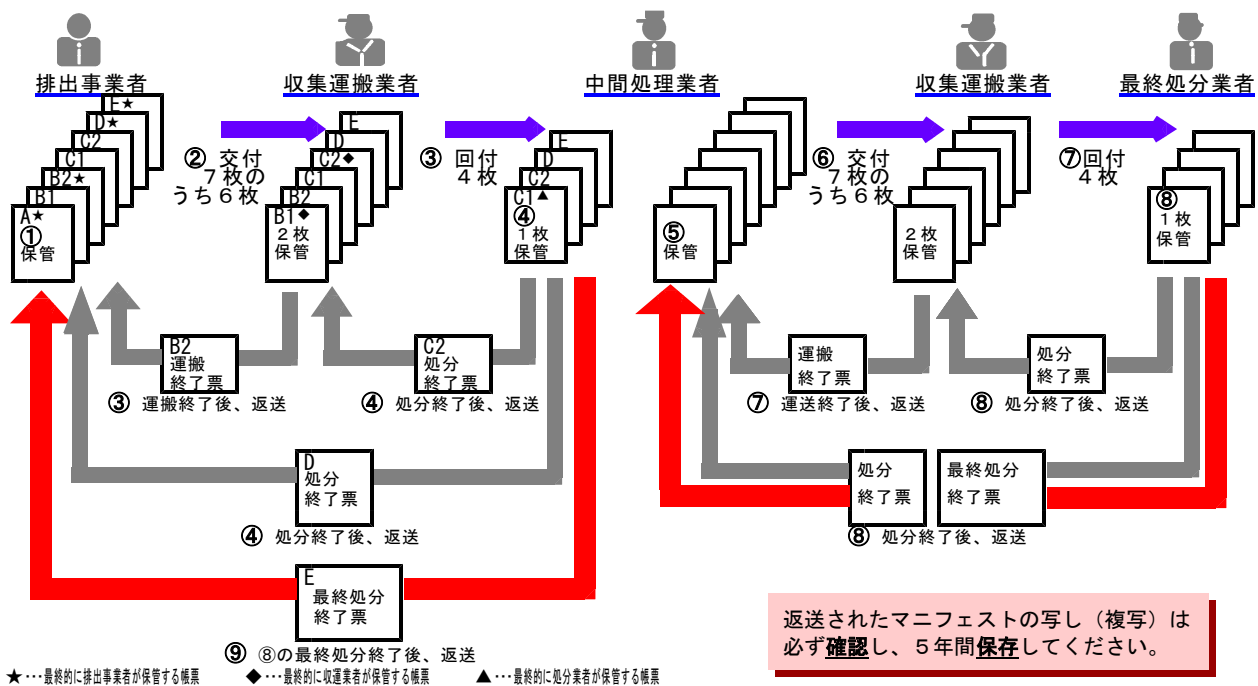 排出事業者
収集運搬業者
中間処理業者
収集運搬業者
最終処分業者
E★
D★
C2
C1
B2★
B1
A★
①
保管
② 交付
７枚の
うち６枚
E
D
C2◆
C1
B2
B1◆
２枚
保管
③ 回付
４枚
E
D
C2
C1▲
④
１枚
保管
⑤
保管
⑥ 交付
７枚の
うち６枚
２枚
保管
⑦回付
４枚
⑧
１枚
保管
B2
運搬
終了票
③ 運搬終了後、返送
C2
処分
終了票
④ 処分終了後、返送
運搬
終了票
⑦ 運送終了後、返送
処分
終了票
⑧ 処分終了後、返送
D
処分
終了票
④ 処分終了後、返送
処分
終了票
最終処分
終了票
⑧ 処分終了後、返送
E
最終処分
終了票
⑨ ⑧の最終処分終了後、返送
返送されたマニフェストの写し（複写）は
必ず確認し、５年間保存してください。
★…最終的に排出事業者が保管する帳票
◆…最終的に収運業者が保管する帳票
▲…最終的に処分業者が保管する帳票